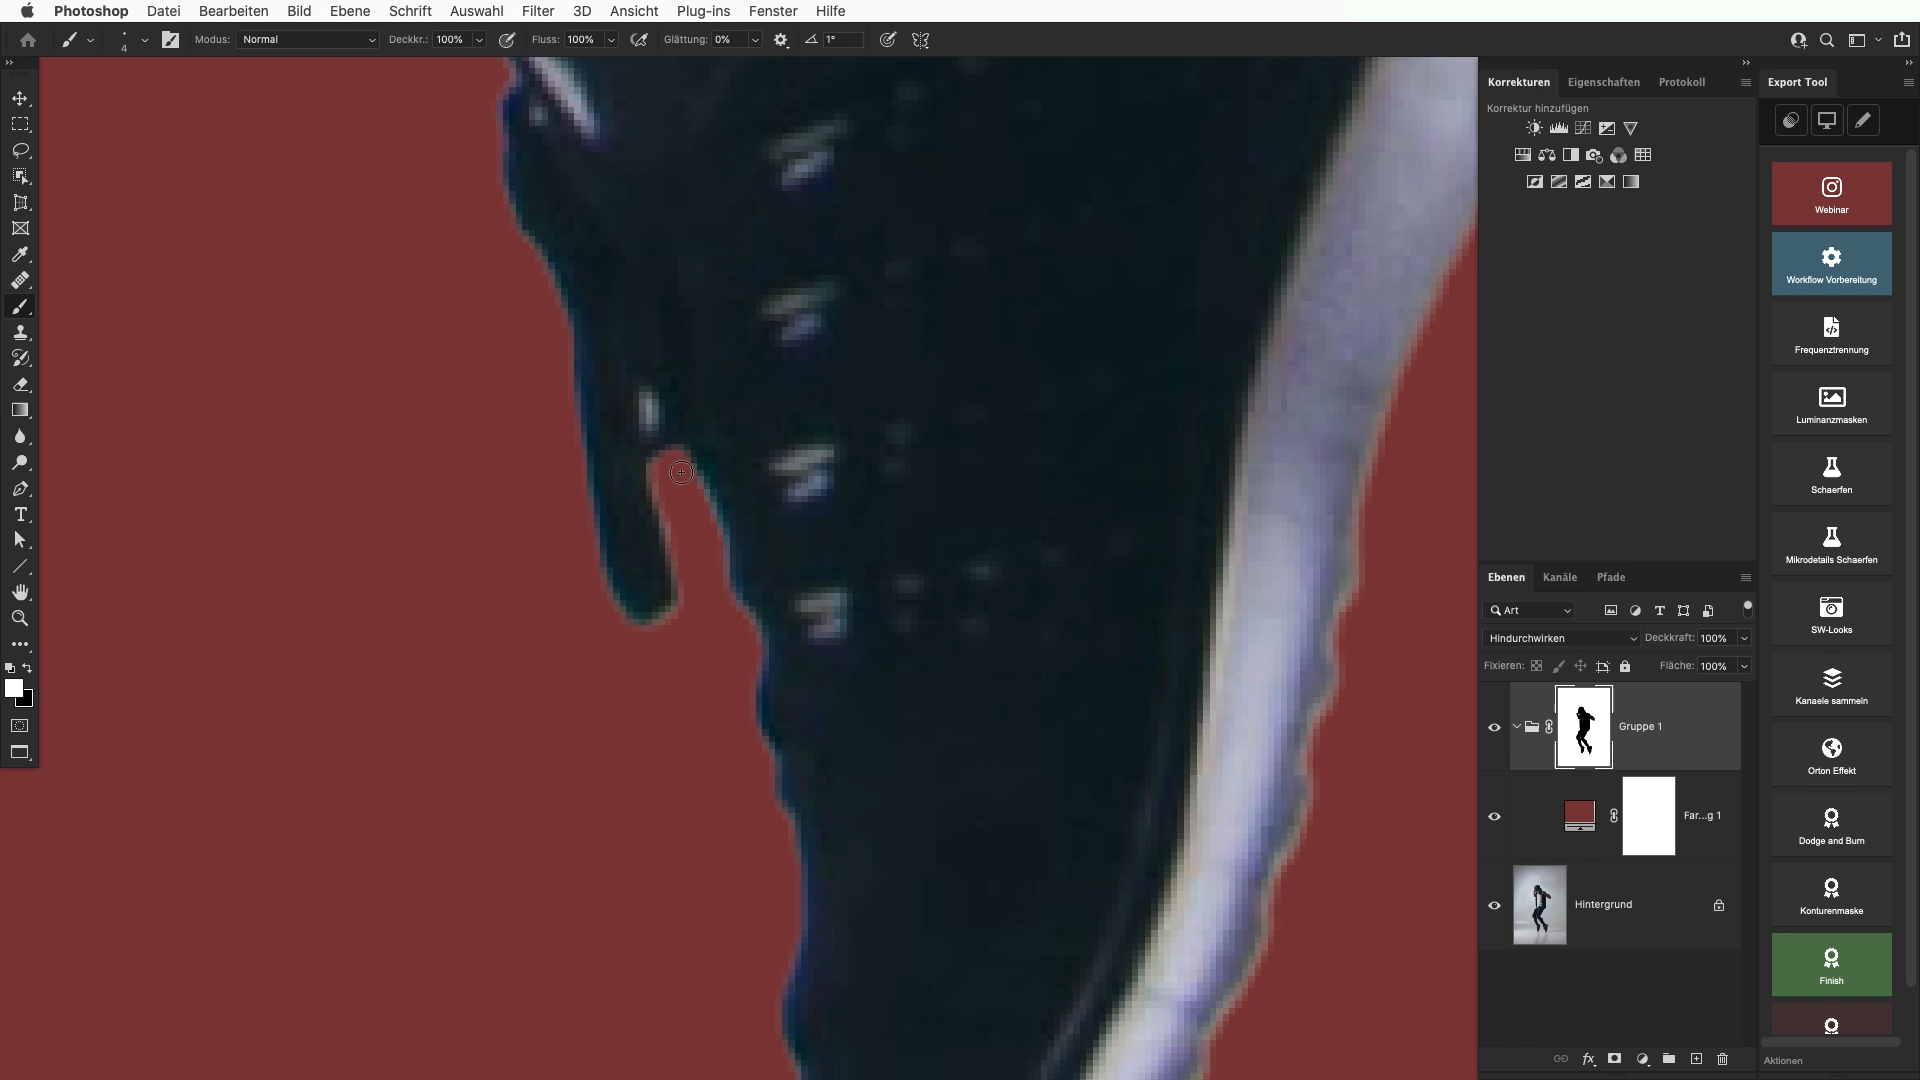 Photoshop Datei Bearbeiten Bild Ebene Schrift Auswahl Filter 3D Ansicht Plug-ins Fenster Hilfe
4 Modus: Normal Deckkr.: 100% Fluss: 100% Glättung: 0% 1°
Korrekturen Eigenschaften Protokoll
Export Tool
Korrektur hinzufügen
Webinar
Workflow Vorbereitung
Frequenztrennung
Luminanzmasken
Schaerfen
Mikrodetails Schaerfen
SW-Looks
Kanaele sammeln
Orton Effekt
Dodge and Burn
Konturenmaske
Finish
Aktionen
Ebenen Kanäle Pfade
Art
Hindurchwirken Deckkraft: 100%
Fixieren: Fläche: 100%
Gruppe 1
Far...g 1
Hintergrund
fx